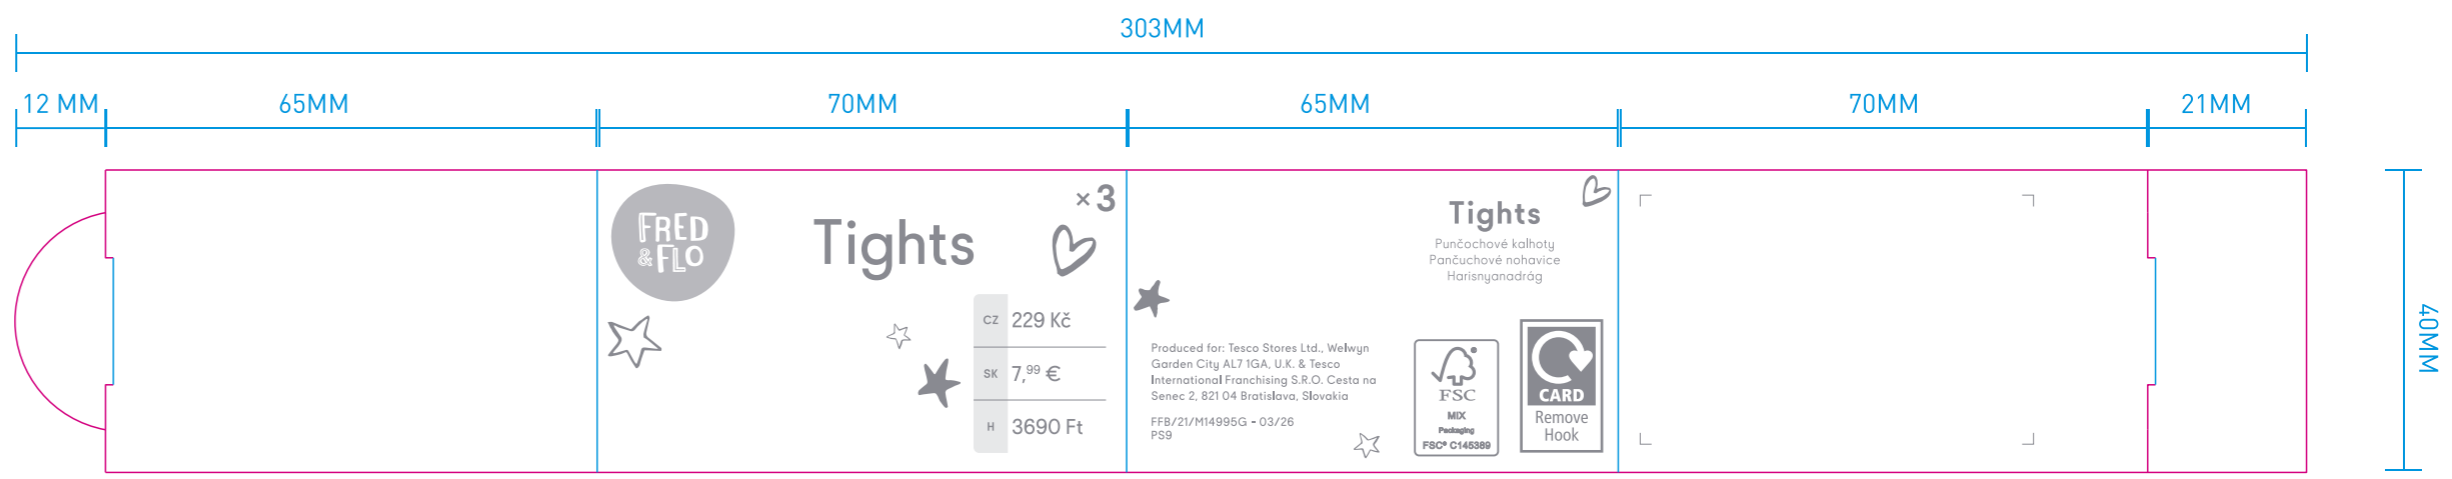 303MM
12 MM
65MM
70MM
65MM
70MM
21MM
40MM
FRED
&FLO
Tights
×3
CZ 229 Kč
SK 7,99 €
H 3690 Ft
Tights
Punčochové kalhoty
Pančuchové nohavice
Harisnyanadrág
Produced for: Tesco Stores Ltd., Welwyn
Garden City AL7 1GA, U.K. & Tesco
International Franchising S.R.O. Cesta na
Senec 2, 821 04 Bratislava, Slovakia
FFB/21/M14995G - 03/26
PS9
FSC
MIX
Packaging
FSC® C145389
CARD
Remove
Hook